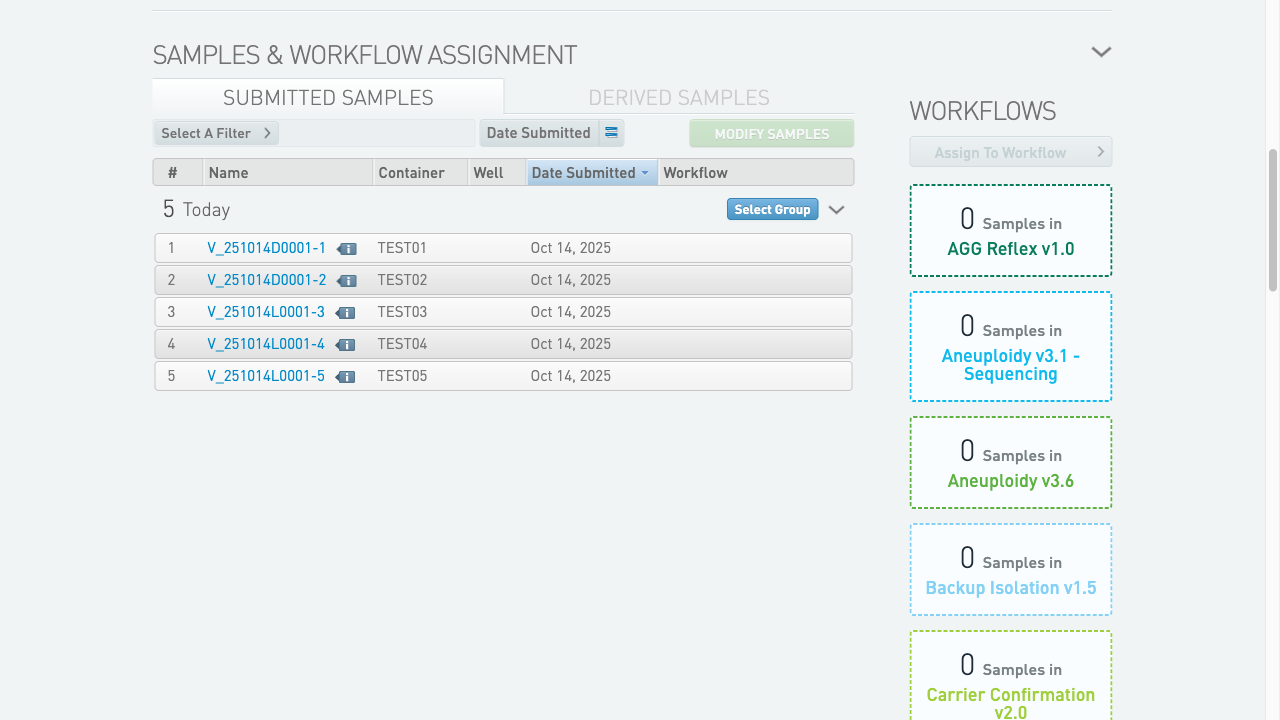 SAMPLES & WORKFLOW ASSIGNMENT
SUBMITTED SAMPLES
DERIVED SAMPLES
Select A Filter
Date Submitted
MODIFY SAMPLES
# Name Container Well Date Submitted Workflow
5 Today
Select Group
1 V_251014D0001-1 TEST01 Oct 14, 2025
2 V_251014D0001-2 TEST02 Oct 14, 2025
3 V_251014L0001-3 TEST03 Oct 14, 2025
4 V_251014L0001-4 TEST04 Oct 14, 2025
5 V_251014L0001-5 TEST05 Oct 14, 2025
WORKFLOWS
Assign To Workflow
0 Samples in
AGG Reflex v1.0
0 Samples in
Aneuploidy v3.1 -
Sequencing
0 Samples in
Aneuploidy v3.6
0 Samples in
Backup Isolation v1.5
0 Samples in
Carrier Confirmation
v2.0